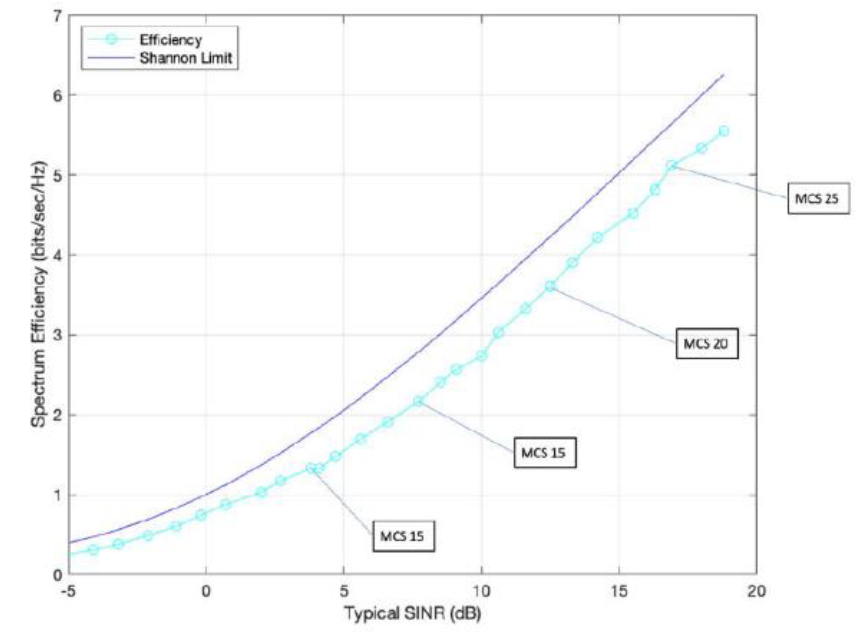 Efficiency
Shannon Limit
7
6
5
4
3
2
1
0
Spectrum Efficiency (bits/sec/Hz)
MCS 25
MCS 20
MCS 15
MCS 15
-5
0
5
10
15
20
Typical SINR (dB)